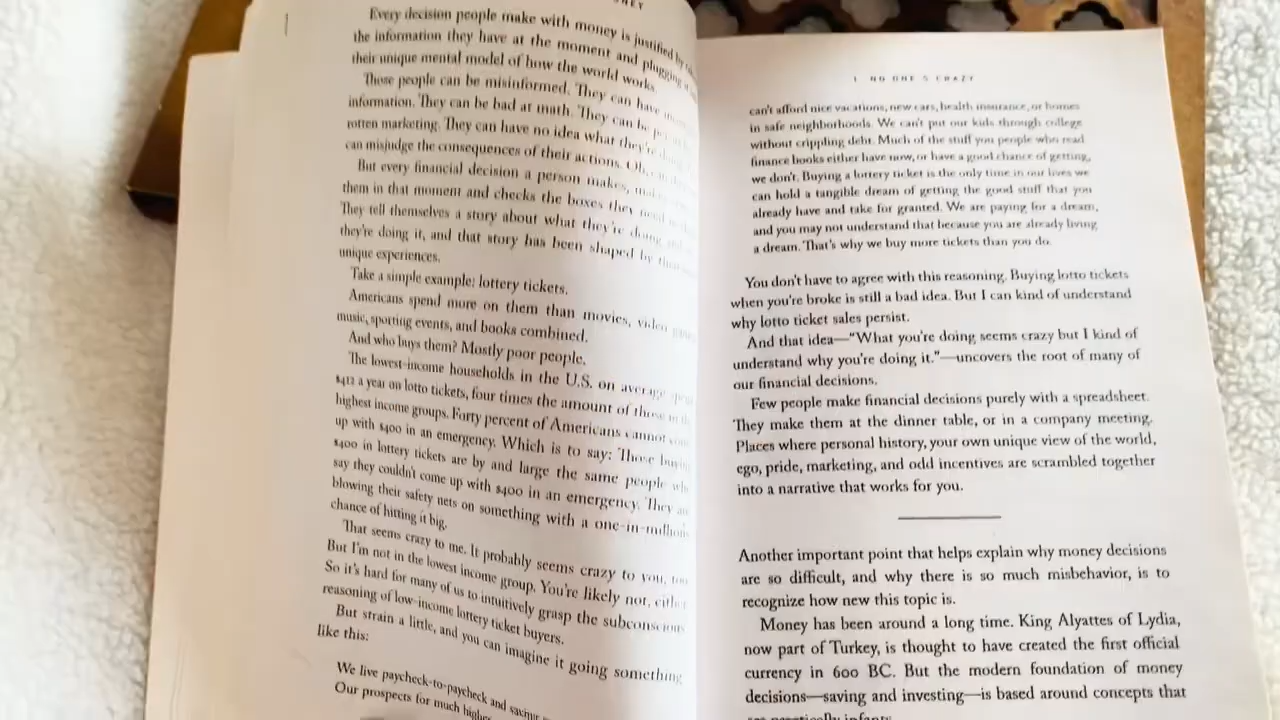 Every decision people make with money is justified by
the information they have at the moment and plugging
their unique mental model of how the world works.
Those people can be misinformed. They can have
information. They can be bad at math. They can be
rotten marketing. They can have no idea what they're
can misjudge the consequences of their actions.
But every financial decision a person makes,
them in that moment and checks the boxes they
They tell themselves a story about what they're doing
they're doing it, and that story has been shaped by
unique experiences.
Take a simple example: lottery tickets.
Americans spend more on them than movies, video
music, sporting events, and books combined.
And who buys them? Mostly poor people.
The lowest-income households in the U.S. on average
$412 a year on lotto tickets, four times the amount of those
highest income groups. Forty percent of Americans cannot
up with $400 in an emergency. Which is to say: Those buying
$400 in lottery tickets are by and large the same people who
say they couldn't come up with $400 in an emergency. They are
blowing their safety nets on something with a one-in-millions
chance of hitting it big.
That seems crazy to me. It probably seems crazy to you, too.
But I'm not in the lowest income group. You're likely not, either.
So it's hard for many of us to intuitively grasp the subconscious
reasoning of low-income lottery ticket buyers.
But strain a little, and you can imagine it going something
like this:
We live paycheck-to-paycheck and saving
Our prospects for much higher
1 NO ONE'S CRAZY
can't afford nice vacations, new cars, health insurance, or homes
in safe neighborhoods. We can't put our kids through college
without crippling debt. Much of the stuff you people who read
finance books either have now, or have a good chance of getting,
we don't. Buying a lottery ticket is the only time in our lives we
can hold a tangible dream of getting the good stuff that you
already have and take for granted. We are paying for a dream,
and you may not understand that because you are already living
a dream. That's why we buy more tickets than you do.
You don't have to agree with this reasoning. Buying lotto tickets
when you're broke is still a bad idea. But I can kind of understand
why lotto ticket sales persist.
And that idea—"What you're doing seems crazy but I kind of
understand why you're doing it."—uncovers the root of many of
our financial decisions.
Few people make financial decisions purely with a spreadsheet.
They make them at the dinner table, or in a company meeting.
Places where personal history, your own unique view of the world,
ego, pride, marketing, and odd incentives are scrambled together
into a narrative that works for you.
Another important point that helps explain why money decisions
are so difficult, and why there is so much misbehavior, is to
recognize how new this topic is.
Money has been around a long time. King Alyattes of Lydia,
now part of Turkey, is thought to have created the first official
currency in 600 BC. But the modern foundation of money
decisions—saving and investing—is based around concepts that
are practically infants.